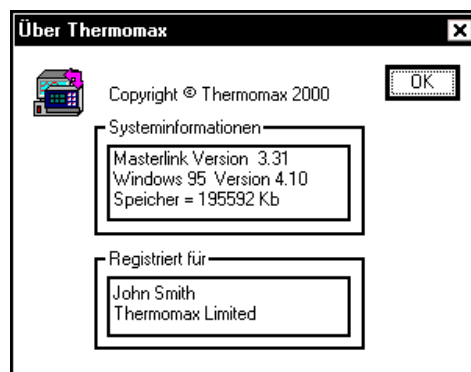 Über Thermomax
OK
Copyright © Thermomax 2000
Systeminformationen
Masterlink Version 3.31
Windows 95 Version 4.10
Speicher = 195592 Kb
Registriert für
John Smith
Thermomax Limited